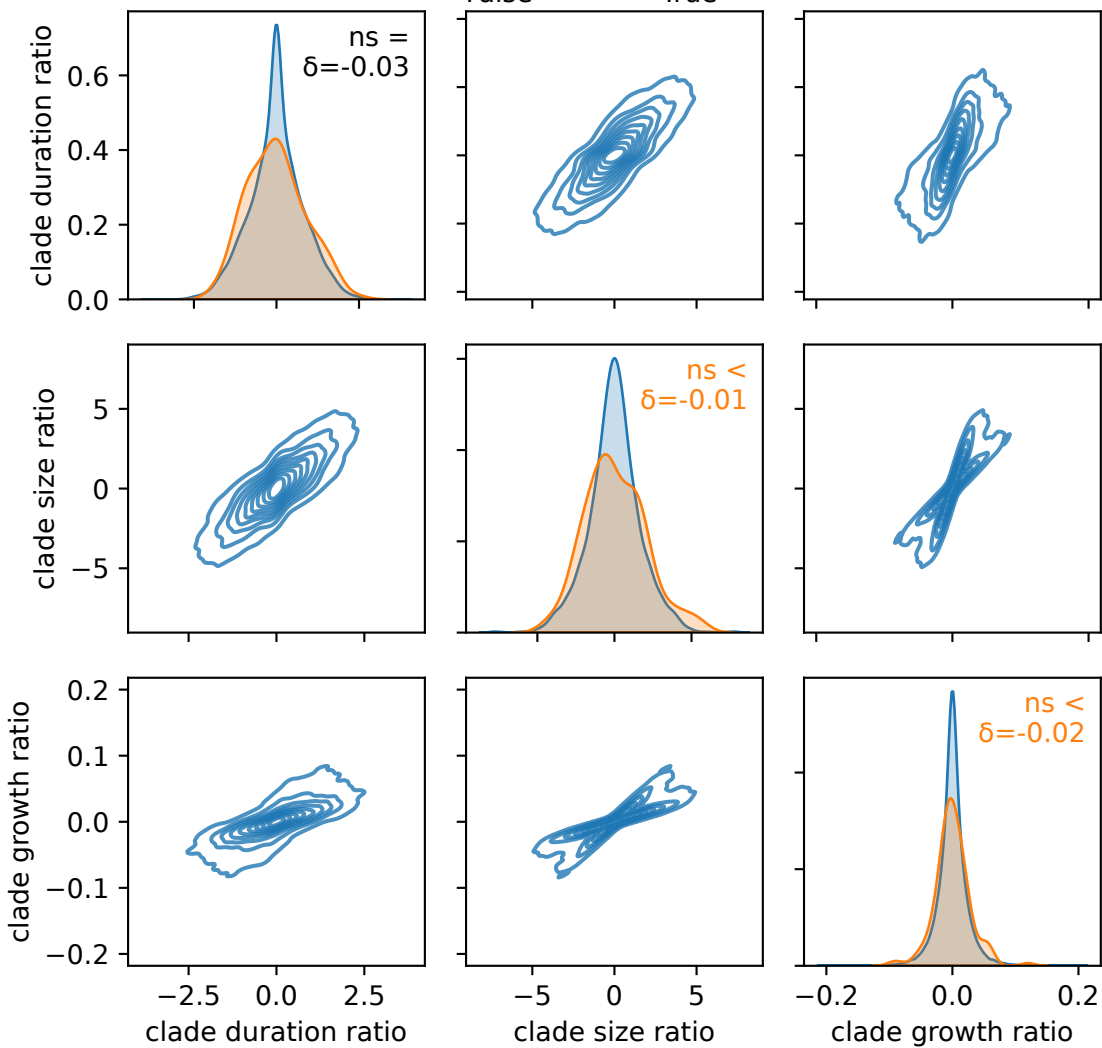 clade duration ratio
0.6
0.4
0.2
0.0
ns =
δ=-0.03
clade size ratio
5
0
−5
ns <
δ=-0.01
clade growth ratio
0.2
0.1
0.0
−0.1
−0.2
ns <
δ=-0.02
−2.5 0.0 2.5
−5 0 5
−0.2 0.0 0.2
clade duration ratio
clade size ratio
clade growth ratio